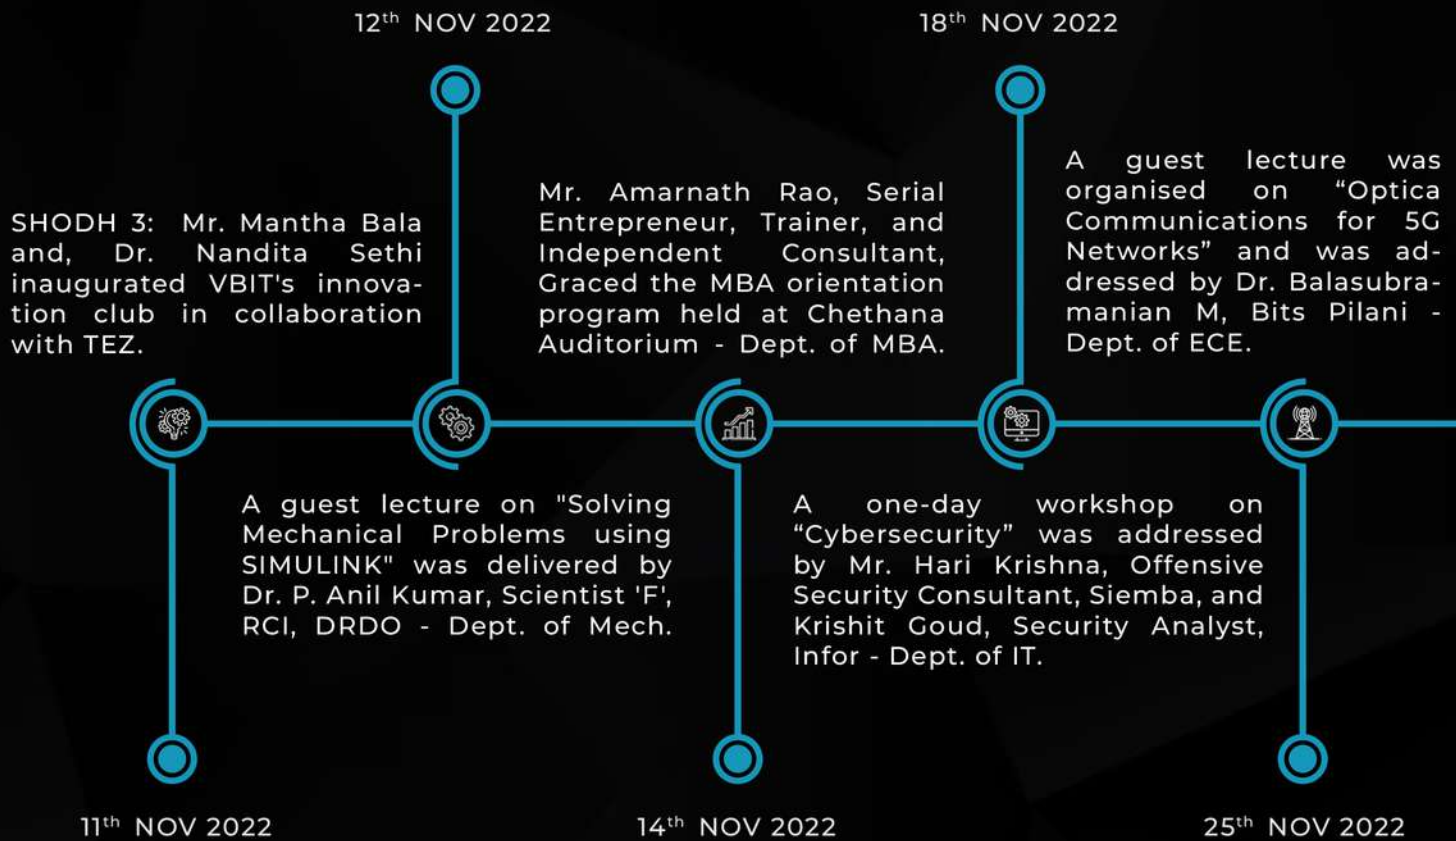 12th NOV 2022
18th NOV 2022
SHODH 3: Mr. Mantha Bala
and, Dr. Nandita Sethi
inaugurated VBIT's innova-
tion club in collaboration
with TEZ.
Mr. Amarnath Rao, Serial
Entrepreneur, Trainer, and
Independent Consultant,
Graced the MBA orientation
program held at Chethana
Auditorium - Dept. of MBA.
A guest lecture was
organised on “Optica
Communications for 5G
Networks” and was ad-
dressed by Dr. Balasubra-
manian M, Bits Pilani -
Dept. of ECE.
A guest lecture on "Solving
Mechanical Problems using
SIMULINK" was delivered by
Dr. P. Anil Kumar, Scientist 'F',
RCI, DRDO - Dept. of Mech.
A one-day workshop on
“Cybersecurity” was addressed
by Mr. Hari Krishna, Offensive
Security Consultant, Siemba, and
Krishit Goud, Security Analyst,
Infor - Dept. of IT.
11th NOV 2022
14th NOV 2022
25th NOV 2022